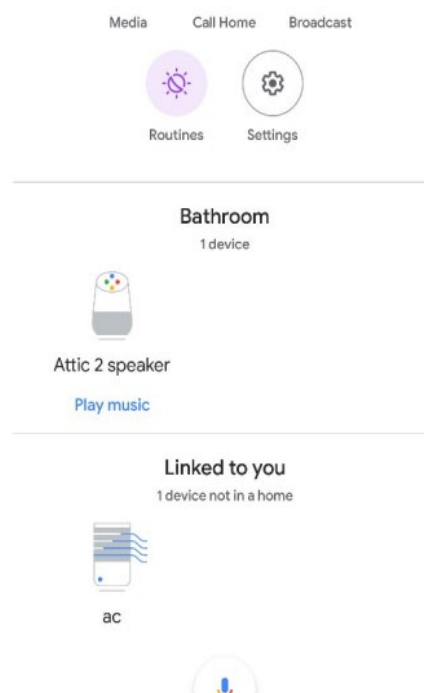 Media Call Home Broadcast
Routines Settings
Bathroom
1 device
Attic 2 speaker
Play music
Linked to you
1 device not in a home
ac